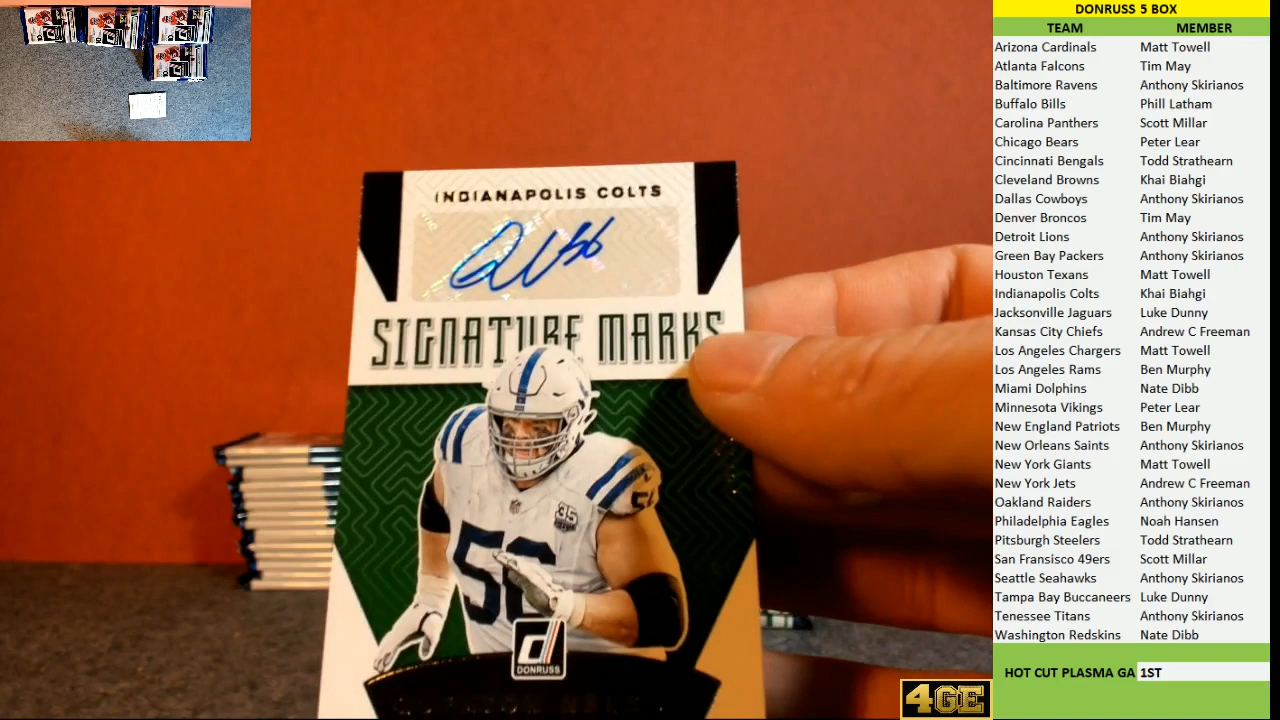 DONRUSS 5 BOX
TEAM MEMBER
Arizona Cardinals Matt Towell
Atlanta Falcons Tim May
Baltimore Ravens Anthony Skirianos
Buffalo Bills Phill Latham
Carolina Panthers Scott Millar
Chicago Bears Peter Lear
Cincinnati Bengals Todd Strathearn
Cleveland Browns Khai Biahgi
Dallas Cowboys Anthony Skirianos
Denver Broncos Tim May
Detroit Lions Anthony Skirianos
Green Bay Packers Anthony Skirianos
Houston Texans Matt Towell
Indianapolis Colts Khai Biahgi
Jacksonville Jaguars Luke Dunny
Kansas City Chiefs Andrew C Freeman
Los Angeles Chargers Matt Towell
Los Angeles Rams Ben Murphy
Miami Dolphins Nate Dibb
Minnesota Vikings Peter Lear
New England Patriots Ben Murphy
New Orleans Saints Anthony Skirianos
New York Giants Matt Towell
New York Jets Andrew C Freeman
Oakland Raiders Anthony Skirianos
Philadelphia Eagles Noah Hansen
Pitsburgh Steelers Todd Strathearn
San Fransisco 49ers Scott Millar
Seattle Seahawks Anthony Skirianos
Tampa Bay Buccaneers Luke Dunny
Tenessee Titans Anthony Skirianos
Washington Redskins Nate Dibb
HOT CUT PLASMA GA 1ST
4GE
INDIANAPOLIS COLTS
SIGNATURE MARKS
35
56
DONRUSS